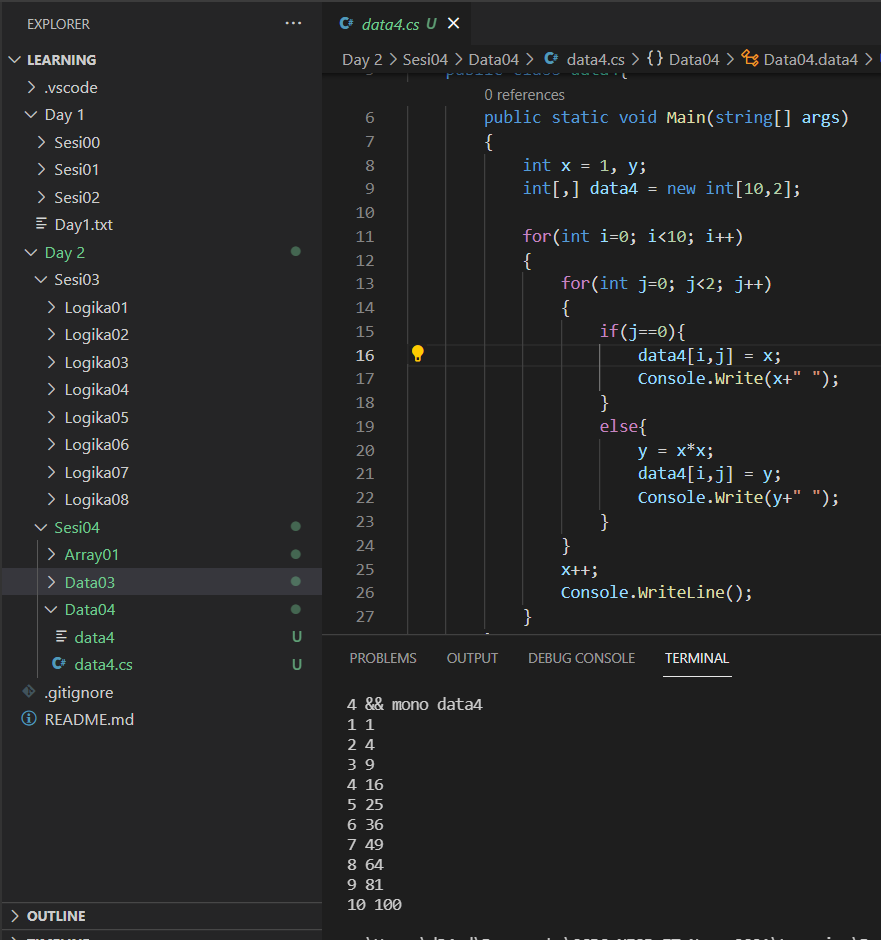 EXPLORER
LEARNING
.vscode
Day 1
Sesi00
Sesi01
Sesi02
Day1.txt
Day 2
Sesi03
Logika01
Logika02
Logika03
Logika04
Logika05
Logika06
Logika07
Logika08
Sesi04
Array01
Data03
Data04
data4 U
C# data4.cs U
.gitignore
README.md
OUTLINE
TIMELINE
C# data4.cs U
Day 2 > Sesi04 > Data04 > C# data4.cs > {} Data04 > Data04.data4 >
5 public class data4{
0 references
6 public static void Main(string[] args)
7 {
8 int x = 1, y;
9 int[,] data4 = new int[10,2];
10
11 for(int i=0; i<10; i++)
12 {
13 for(int j=0; j<2; j++)
14 {
15 if(j==0){
16 data4[i,j] = x;
17 Console.Write(x+" ");
18 }
19 else{
20 y = x*x;
21 data4[i,j] = y;
22 Console.Write(y+" ");
23 }
24 }
25 x++;
26 Console.WriteLine();
27 }
PROBLEMS OUTPUT DEBUG CONSOLE TERMINAL
4 && mono data4
1 1
2 4
3 9
4 16
5 25
6 36
7 49
8 64
9 81
10 100